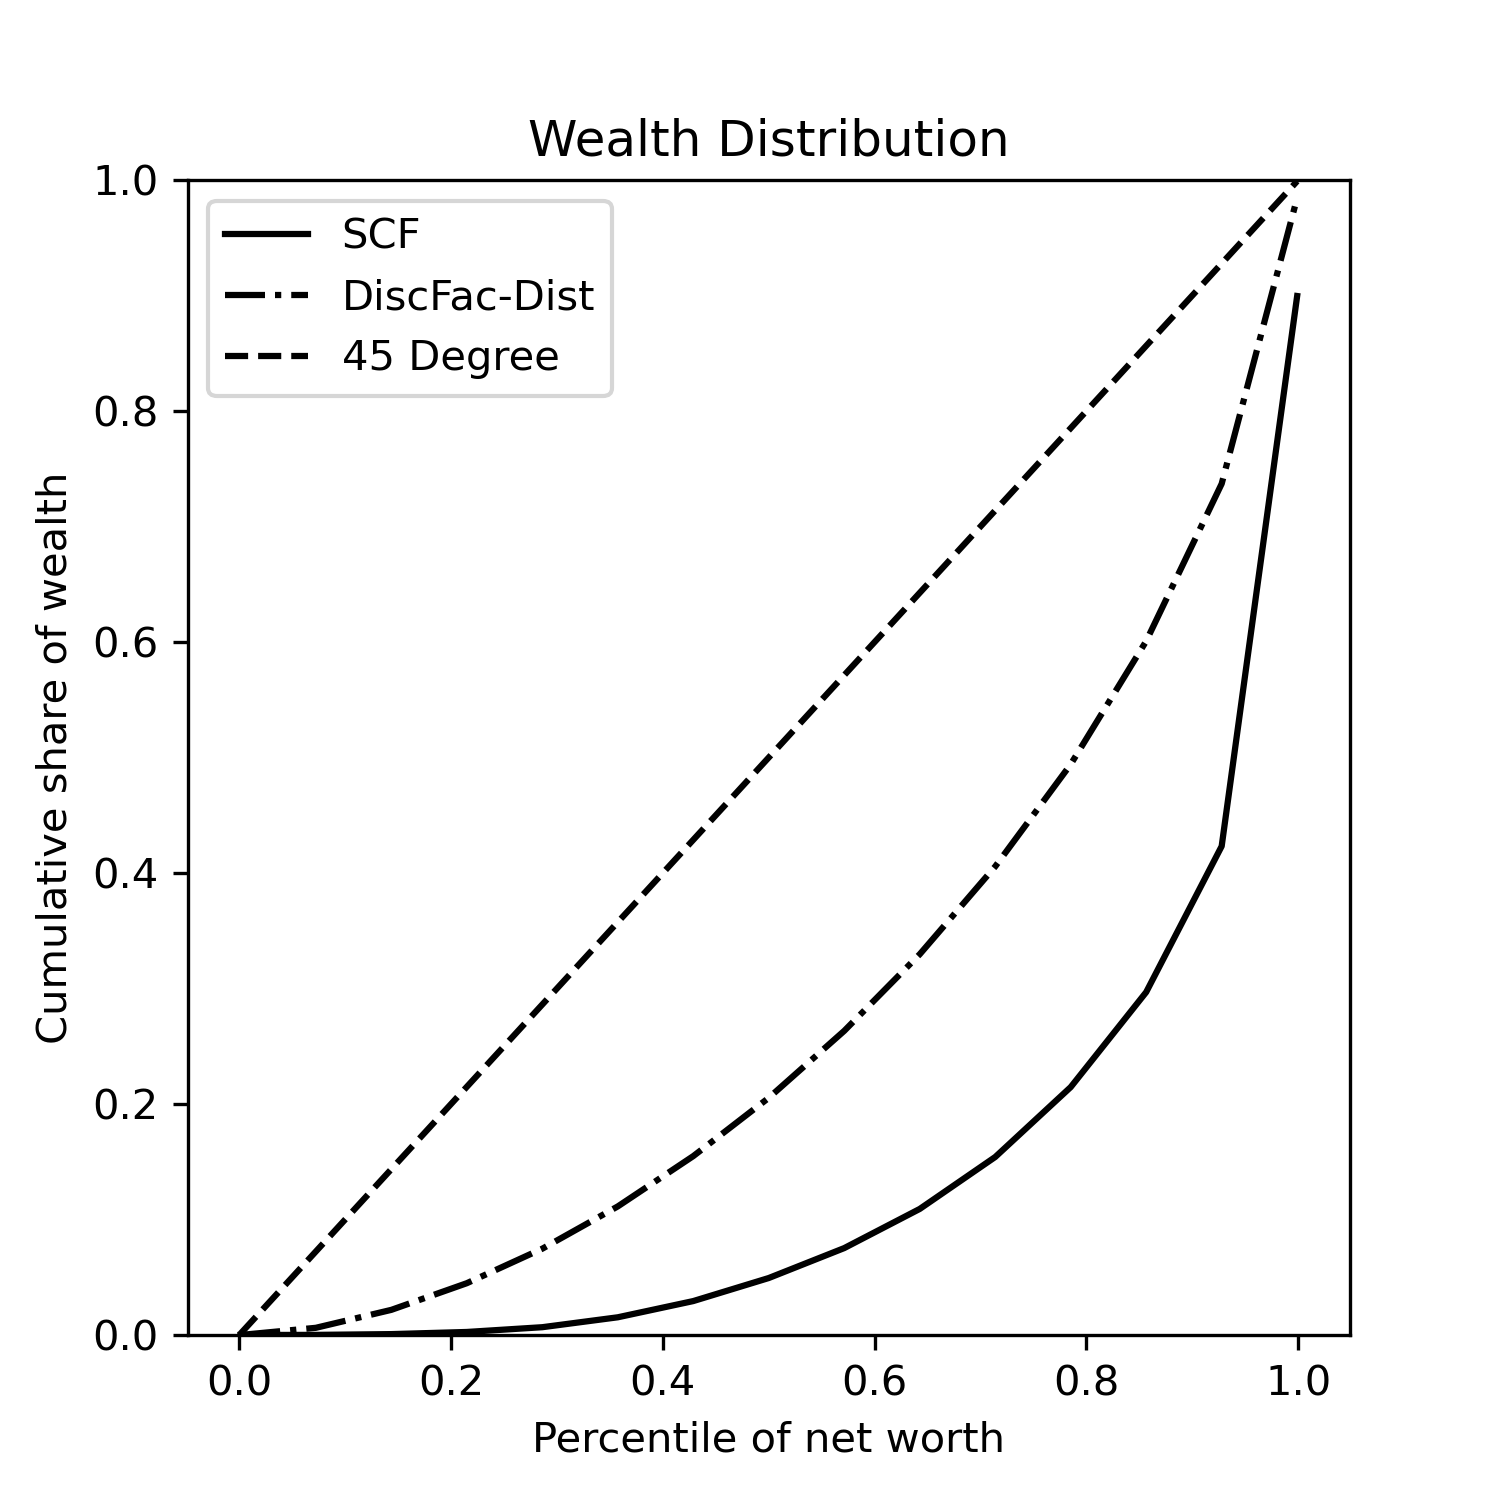 Wealth Distribution
1.0
0.8
0.6
0.4
0.2
0.0
Cumulative share of wealth
SCF
DiscFac-Dist
45 Degree
0.0 0.2 0.4 0.6 0.8 1.0
Percentile of net worth